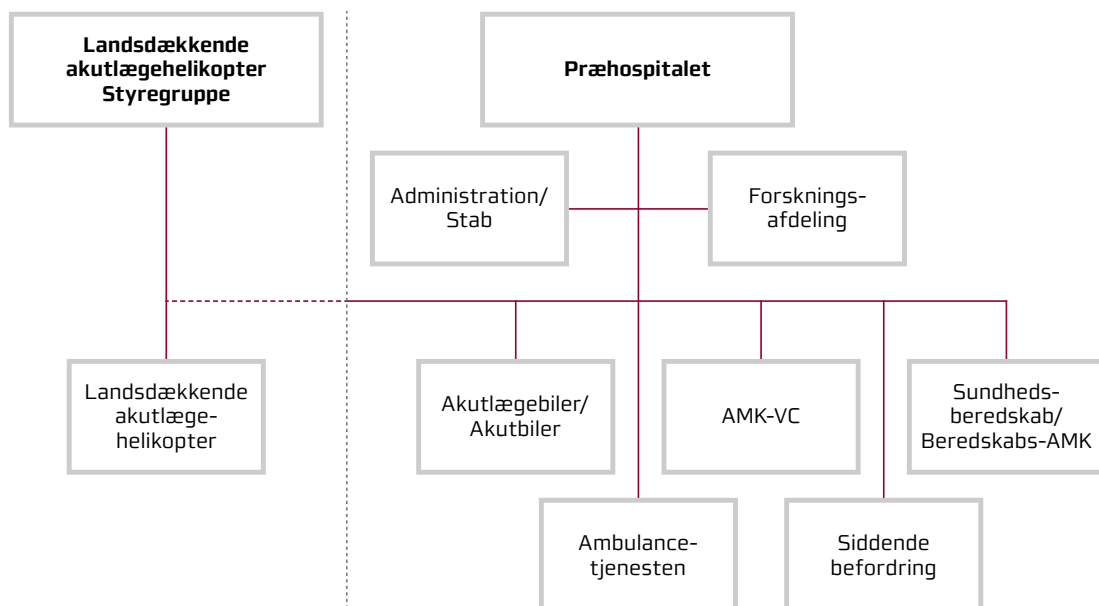 Landsdækkende
akutlægehelikopter
Styregruppe
Præhospitalet
Administration/
Stab
Forsknings-
afdeling
Landsdækkende
akutlæge-
helikopter
Akutlægebiler/
Akutbiler
AMK-VC
Sundheds-
beredskab/
Beredskabs-AMK
Ambulance-
tjenesten
Siddende
befordring